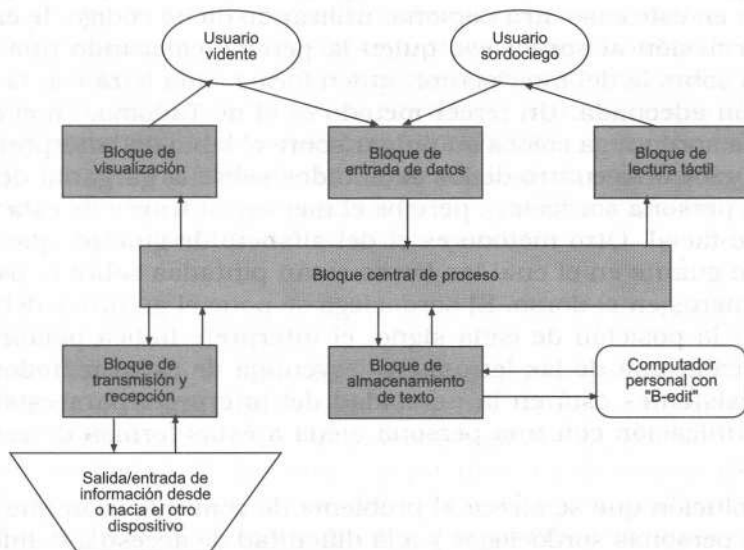 Usuario
vidente
Usuario
sordociego
Bloque de
visualización
Bloque de
entrada de datos
Bloque de
lectura táctil
Bloque central de proceso
Bloque de
transmisión y
recepción
Bloque de
almacenamiento
de texto
Computador
personal con
"B-edit"
Salida/entrada de
información desde
o hacia el otro
dispositivo